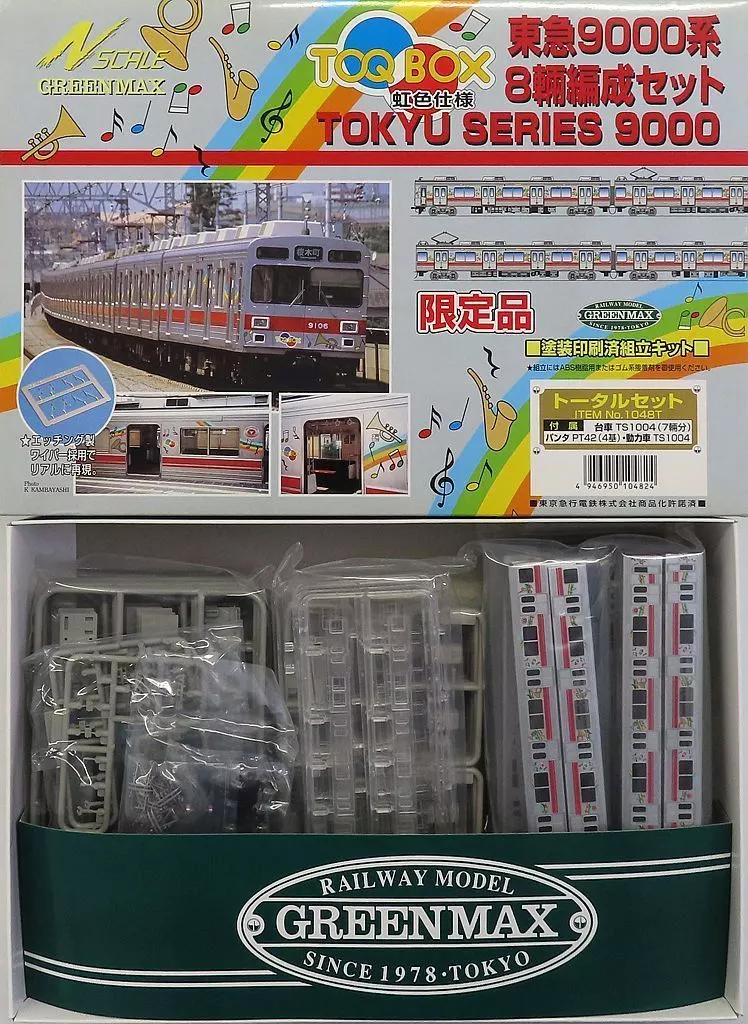 N SCALE
GREENMAX
TOQ BOX
虹色仕様
東急9000系
8輌編成セット
TOKYU SERIES 9000
桜木町
9106
限定品
RAILWAY MODEL
GREENMAX
SINCE 1978・TOKYO
■塗装印刷済組立キット■
★組立にはABS樹脂用またはゴム系接着剤を御使用ください。
トータルセット
ITEM No.1048T
付属 台車 TS1004(7輌分)
パンタ PT42(4基)・動力車 TS1004
4 946950 104824
■東京急行電鉄株式会社商品化許諾済■
★エッチング製
ワイパー採用で
リアルに再現。
Photo
K KAMBAYASHI
RAILWAY MODEL
GREENMAX
SINCE 1978・TOKYO